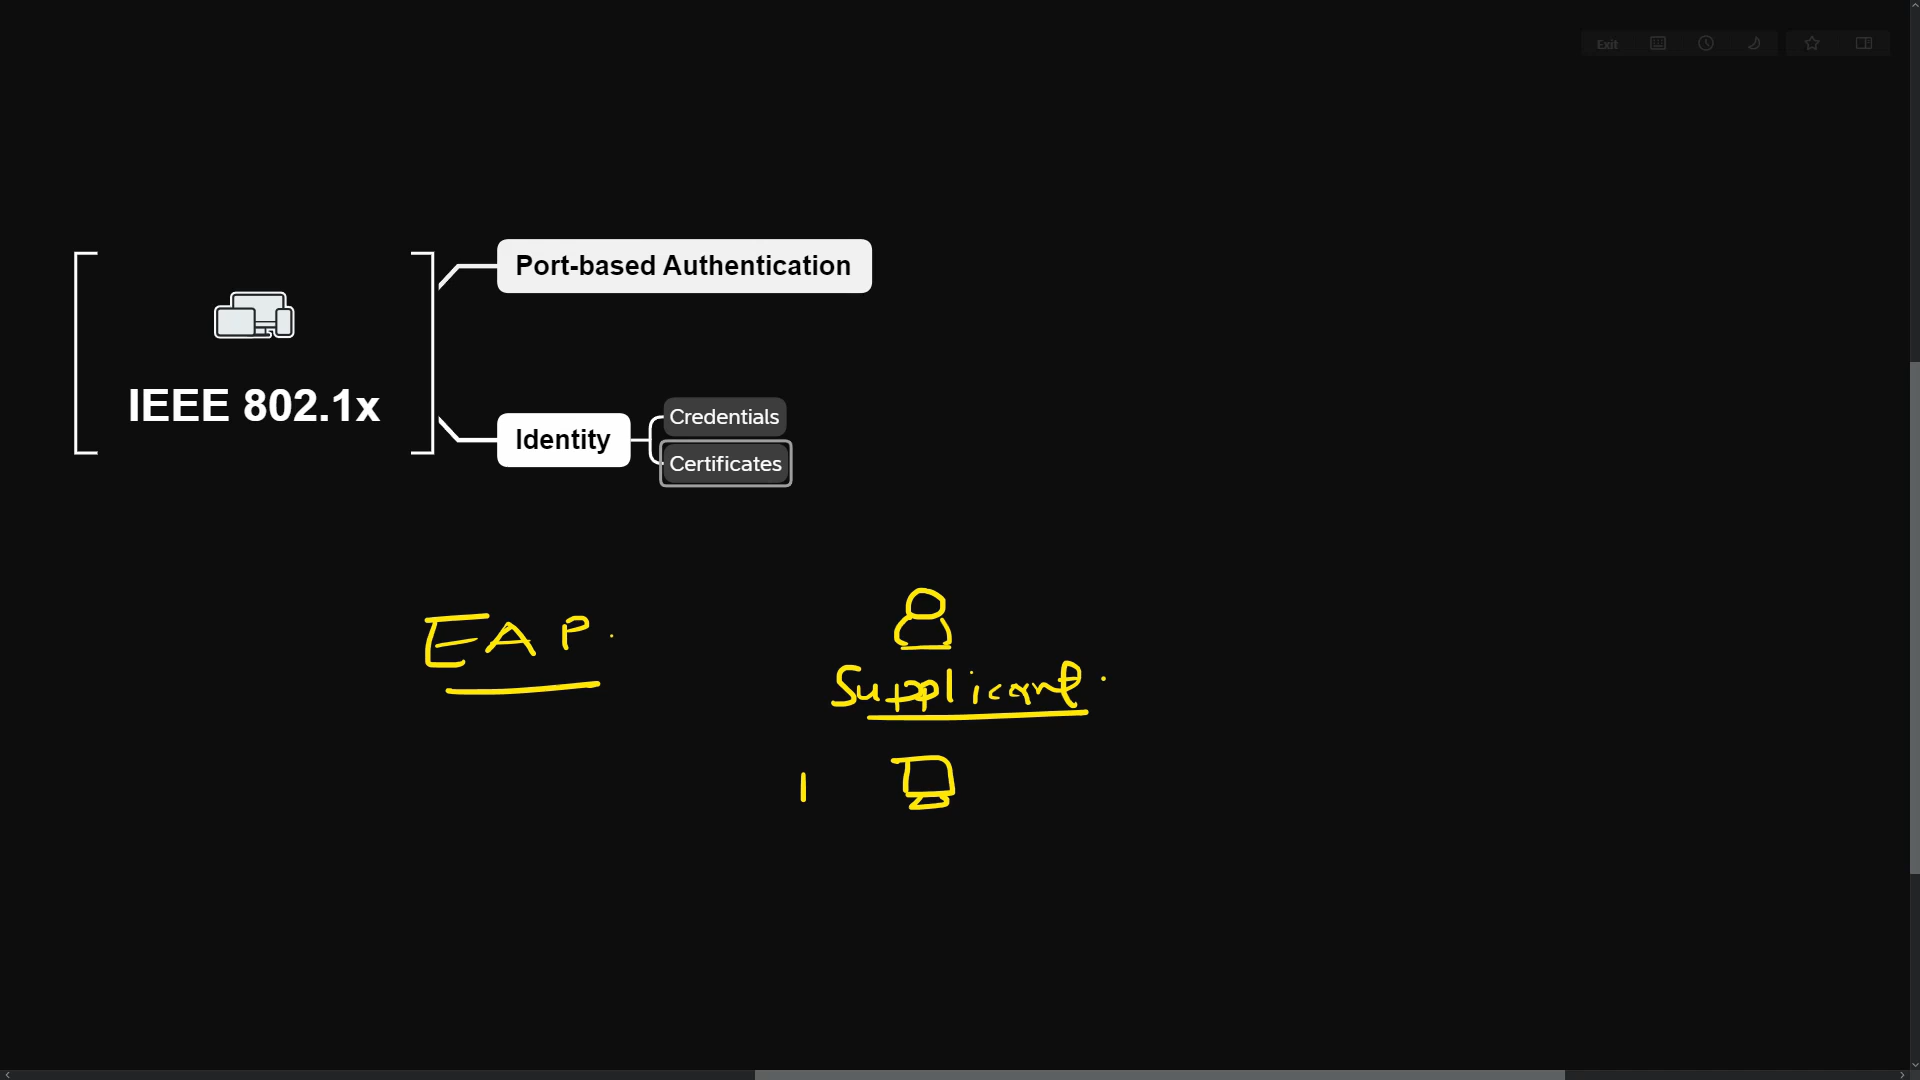 Exit
Port-based Authentication
IEEE 802.1x
Identity
Credentials
Certificates
EAP.
Supplicant.